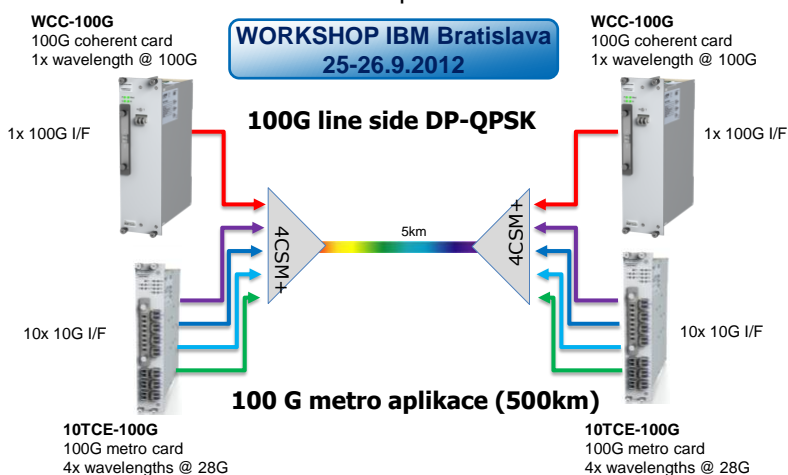 WCC-100G
100G coherent card
1x wavelength @ 100G
WORKSHOP IBM Bratislava
25-26.9.2012
WCC-100G
100G coherent card
1x wavelength @ 100G
100G line side DP-QPSK
1x 100G I/F
1x 100G I/F
4CSM+
5km
4CSM+
10x 10G I/F
10x 10G I/F
100 G metro aplikace (500km)
10TCE-100G
100G metro card
4x wavelengths @ 28G
10TCE-100G
100G metro card
4x wavelengths @ 28G